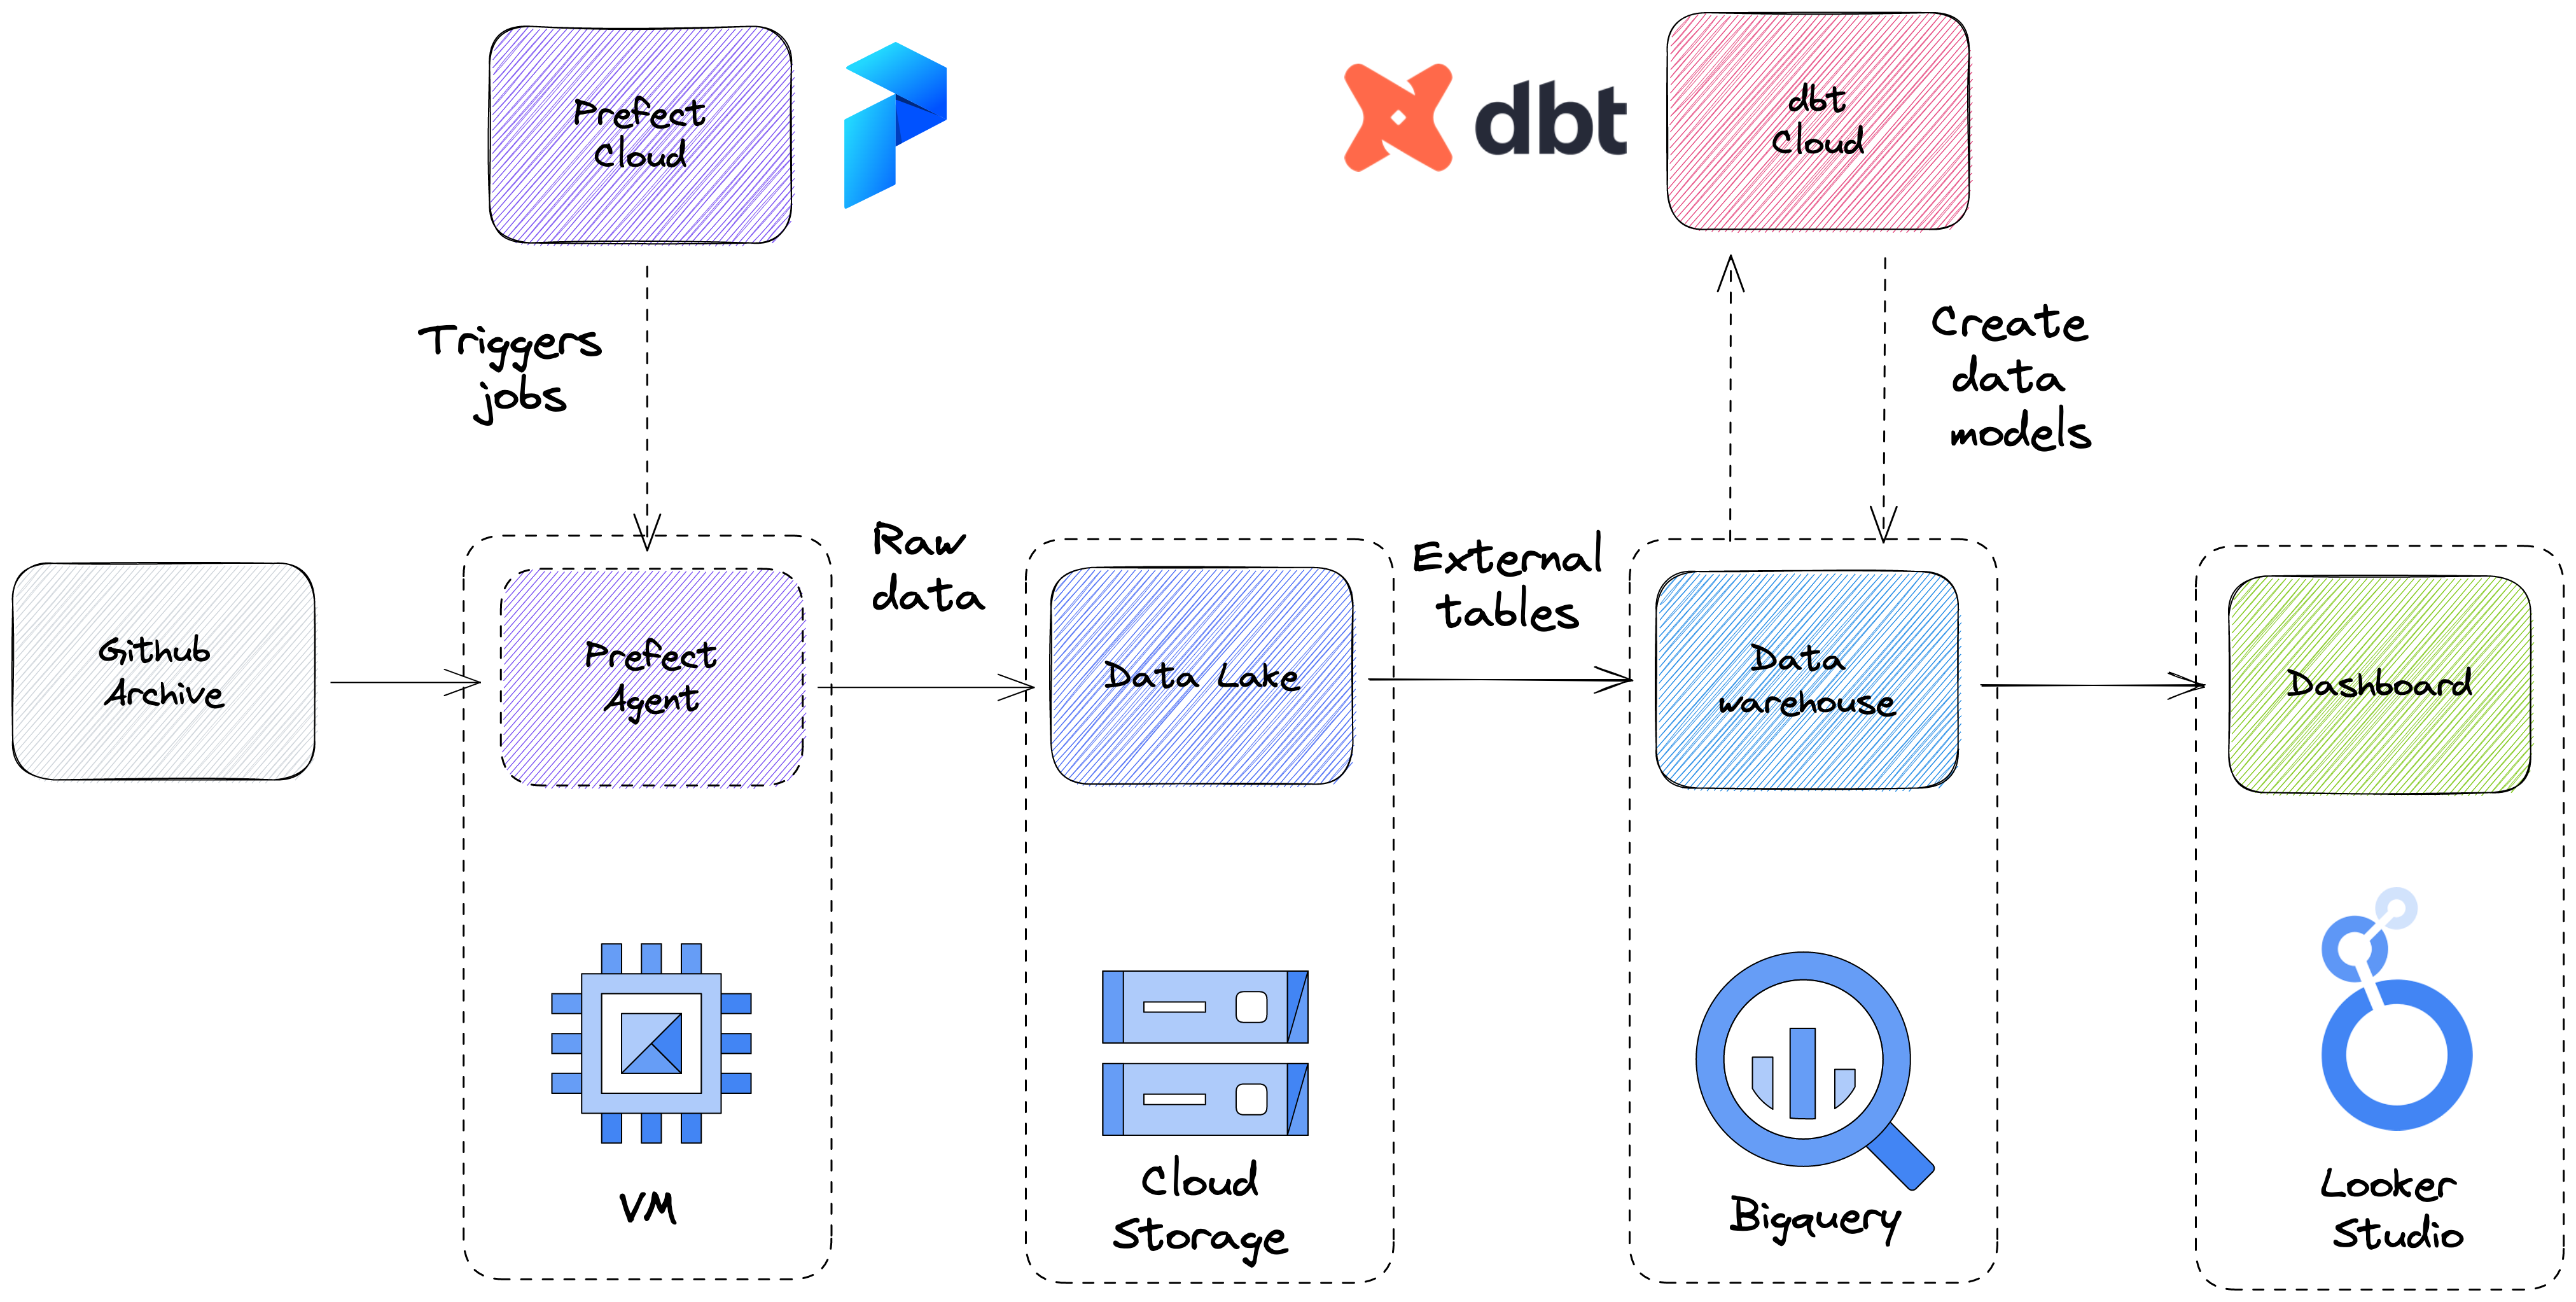 Prefect
Cloud
dbt
dbt
Cloud
Triggers
jobs
Create
data
models
Raw
data
External
tables
Github
Archive
Prefect
Agent
Data Lake
Data
warehouse
Dashboard
VM
Cloud
Storage
Bigquery
Looker
Studio